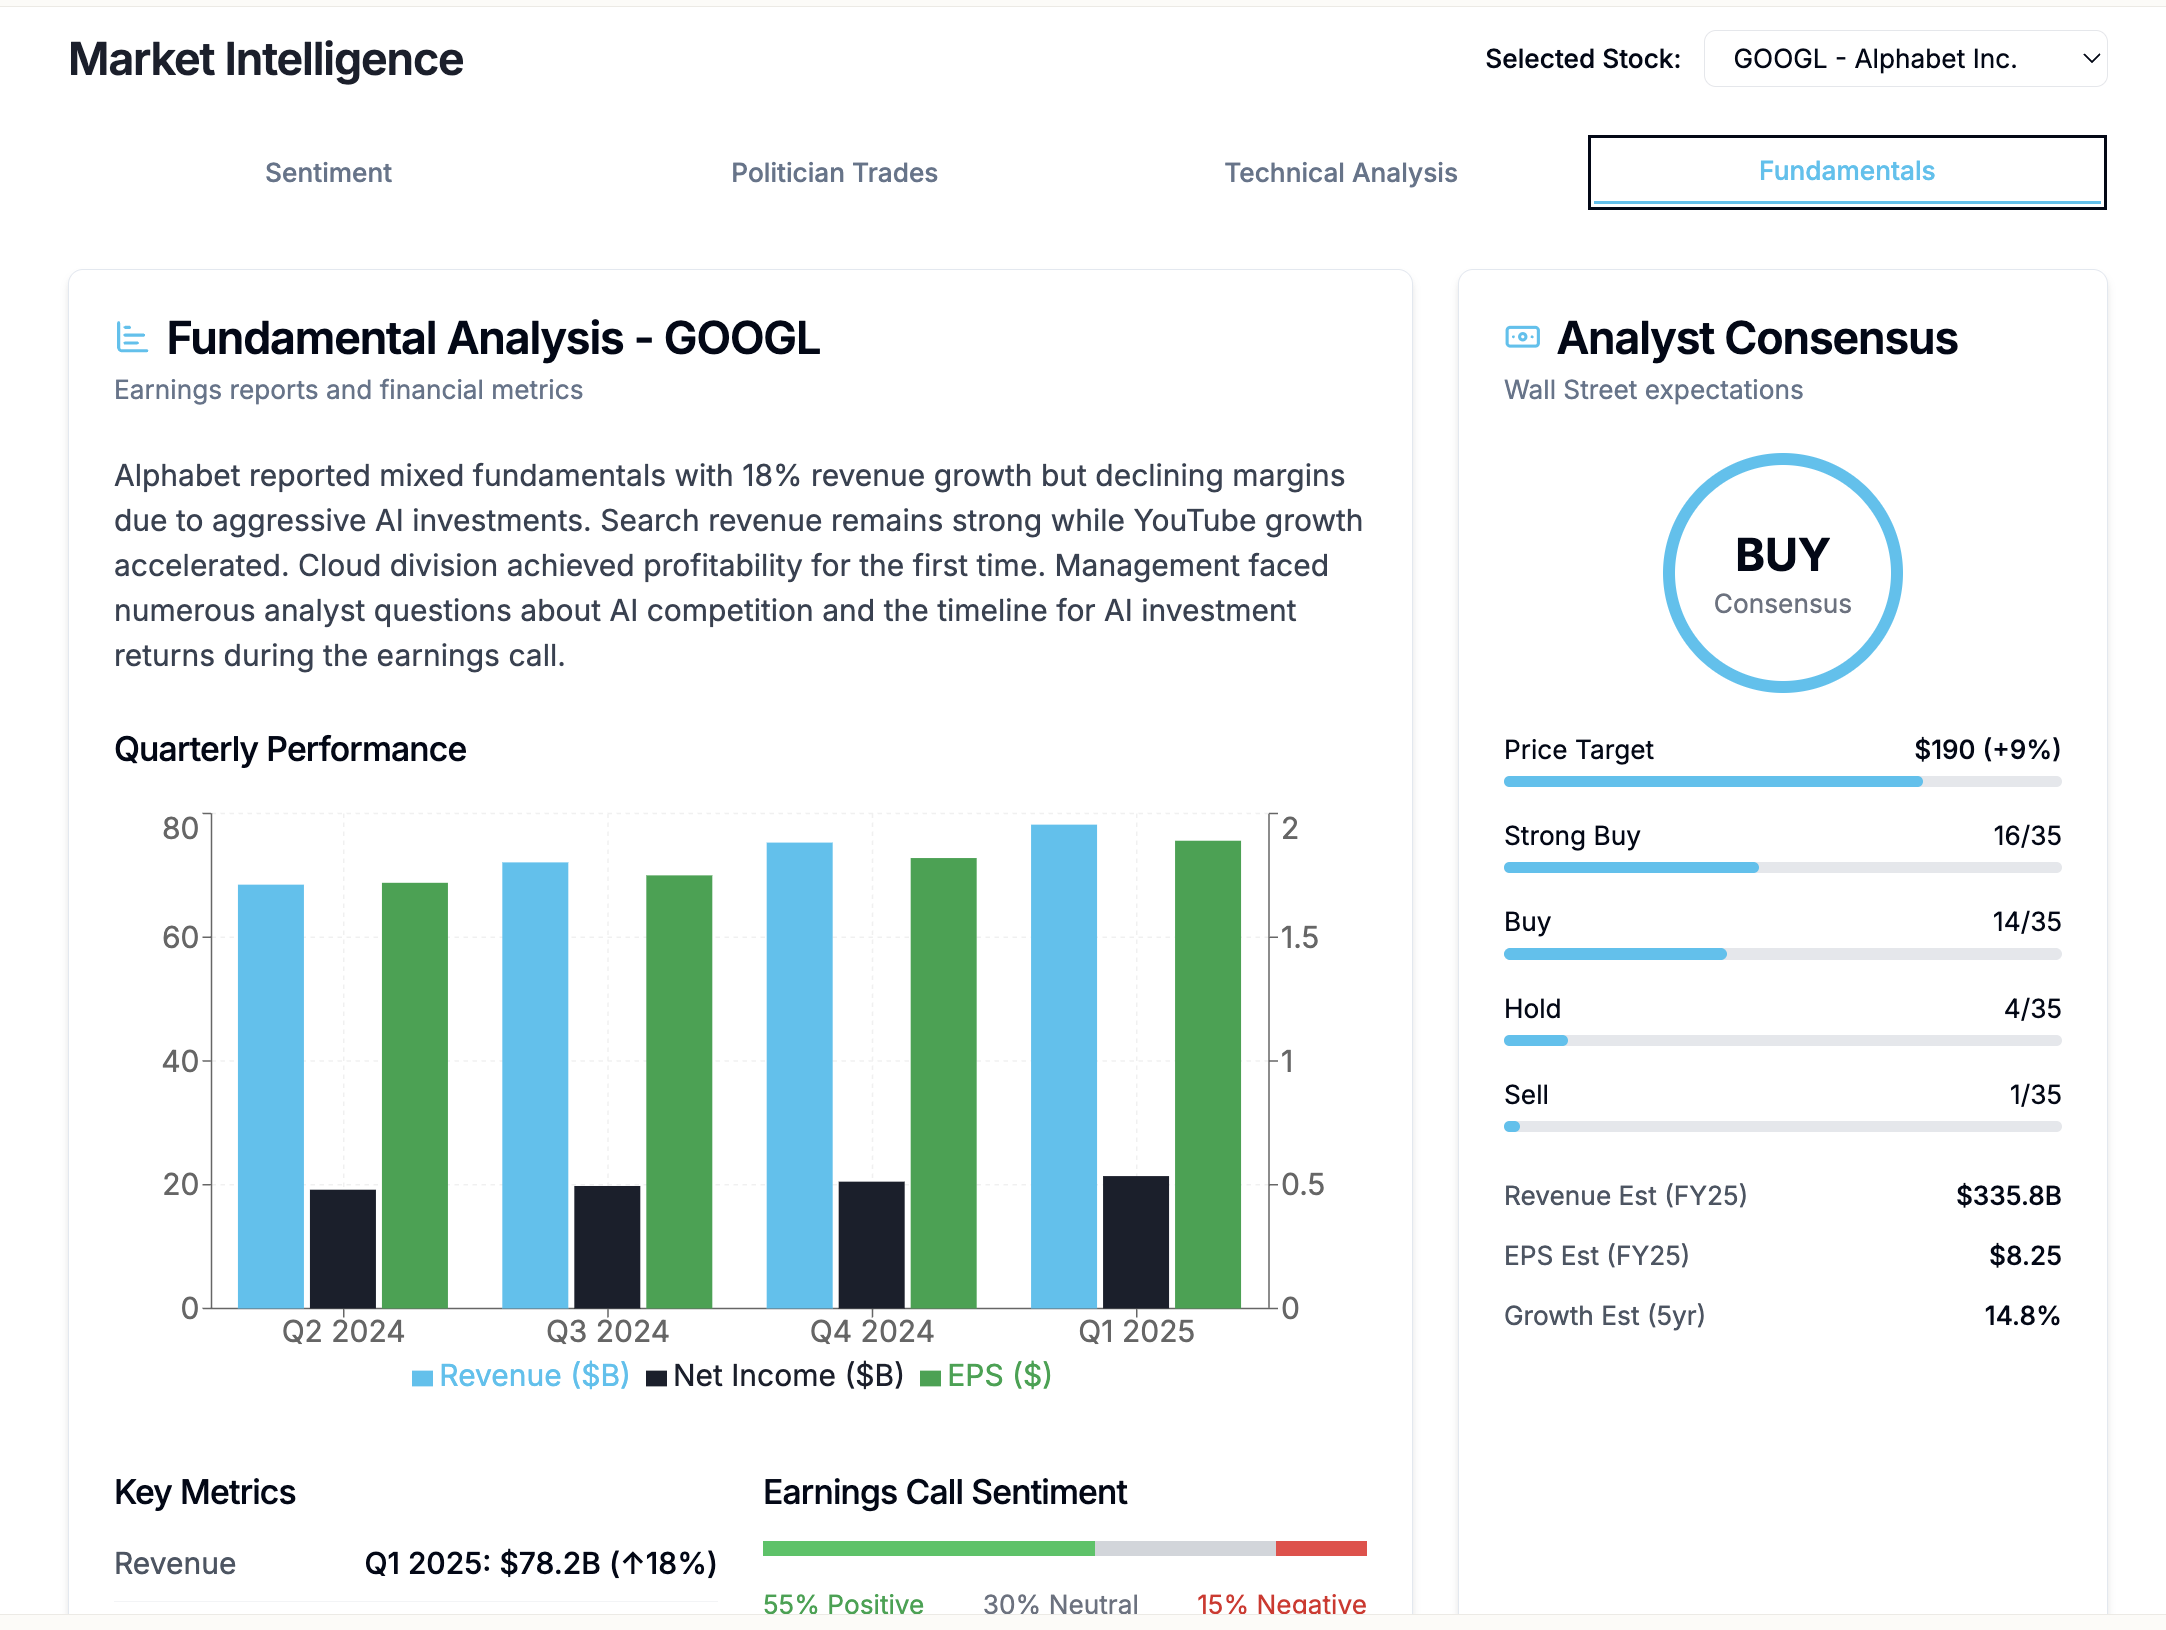 Market Intelligence
Selected Stock: GOOGL - Alphabet Inc.
Sentiment
Politician Trades
Technical Analysis
Fundamentals
Fundamental Analysis - GOOGL
Earnings reports and financial metrics
Alphabet reported mixed fundamentals with 18% revenue growth but declining margins
due to aggressive AI investments. Search revenue remains strong while YouTube growth
accelerated. Cloud division achieved profitability for the first time. Management faced
numerous analyst questions about AI competition and the timeline for AI investment
returns during the earnings call.
Quarterly Performance
80
60
40
20
0
2
1.5
1
0.5
0
Q2 2024 Q3 2024 Q4 2024 Q1 2025
Revenue ($B) Net Income ($B) EPS ($)
Key Metrics
Revenue Q1 2025: $78.2B (↑18%)
Earnings Call Sentiment
55% Positive 30% Neutral 15% Negative
Analyst Consensus
Wall Street expectations
BUY
Consensus
Price Target $190 (+9%)
Strong Buy 16/35
Buy 14/35
Hold 4/35
Sell 1/35
Revenue Est (FY25) $335.8B
EPS Est (FY25) $8.25
Growth Est (5yr) 14.8%